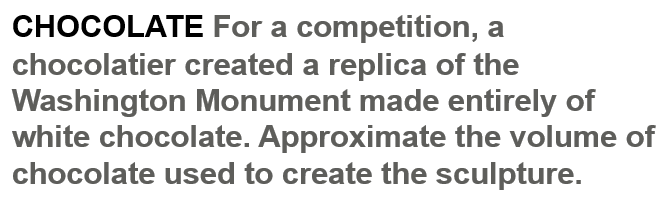 CHOCOLATE For a competition, a
chocolatier created a replica of the
Washington Monument made entirely of
white chocolate. Approximate the volume of
chocolate used to create the sculpture.